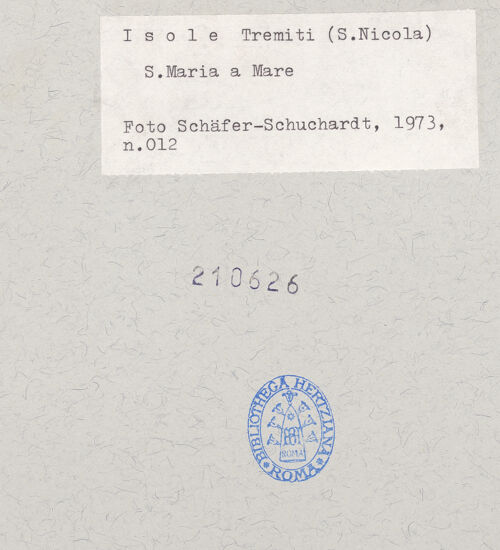 I s o l e Tremiti (S.Nicola)
S.Maria a Mare
Foto Schäfer-Schuchardt, 1973,
n.012
210626
BIBLIOTHECA HERTZIANA
ROMA
* ROMA *